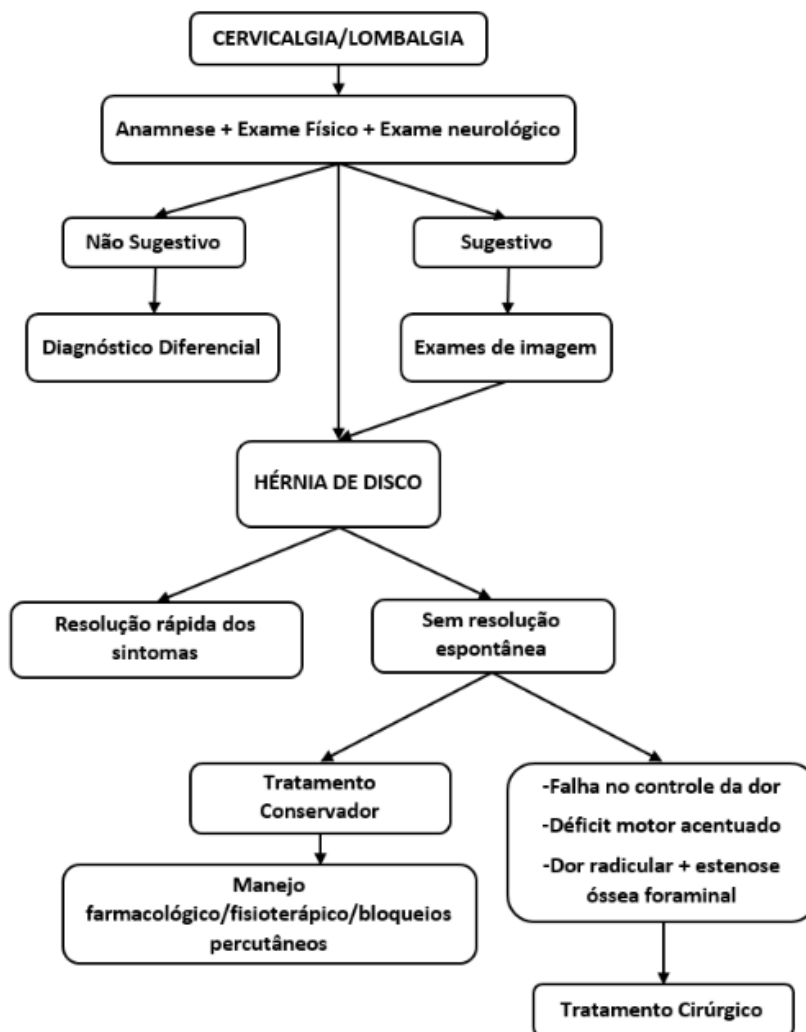 CERVICALGIA/LOMBALGIA
Anamnese + Exame Físico + Exame neurológico
Não Sugestivo
Sugestivo
Diagnóstico Diferencial
Exames de imagem
HÉRNIA DE DISCO
Resolução rápida dos
sintomas
Sem resolução
espontânea
Tratamento
Conservador
-Falha no controle da dor
-Déficit motor acentuado
-Dor radicular + estenose
óssea foraminal
Manejo
farmacológico/fisioterápico/bloqueios
percutâneos
Tratamento Cirúrgico